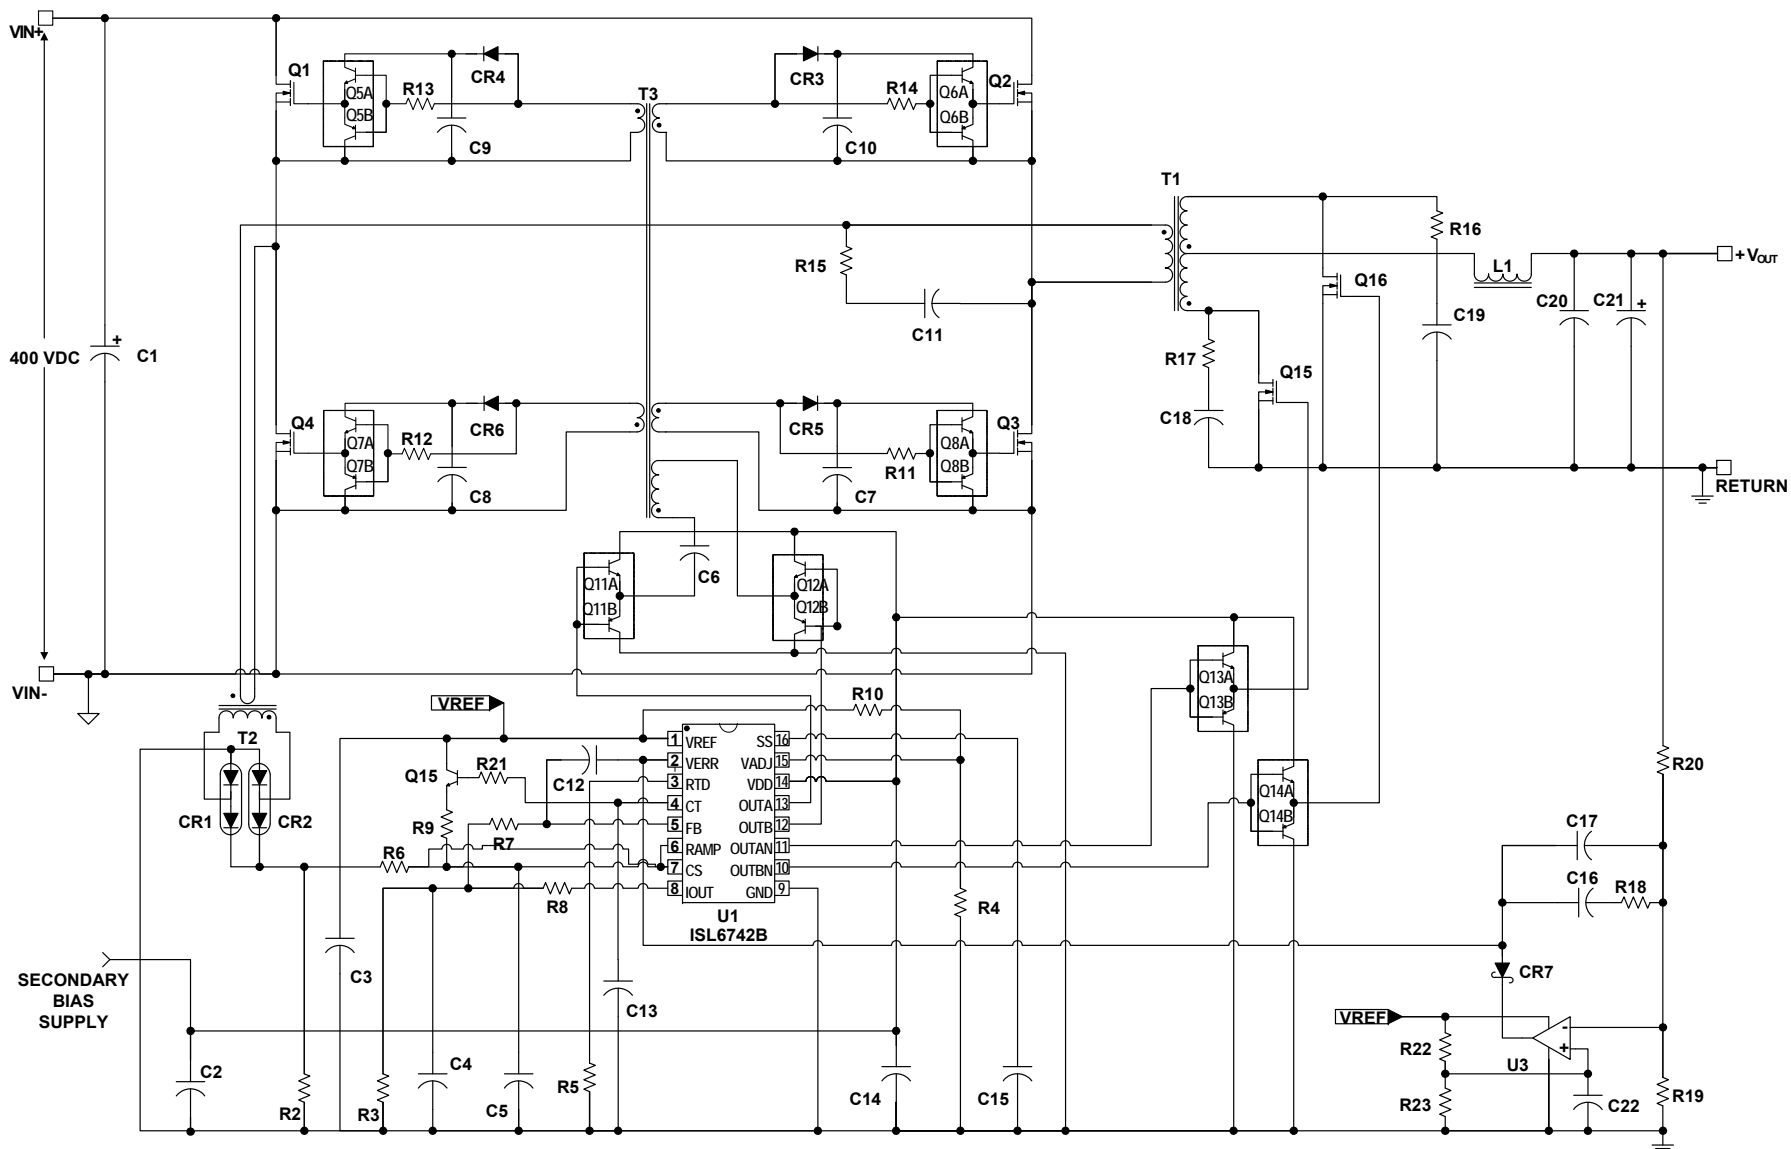 VIN+
Q1
Q5A
Q5B
R13
CR4
C9
T3
CR3
C10
R14
Q6A
Q6B
Q2
T1
R16
R15
C11
L1
+VOUT
Q16
C19
C20
C21
+
400 VDC
+
C1
R17
Q15
C18
RETURN
Q4
Q7A
Q7B
R12
CR6
C8
CR5
C7
R11
Q8A
Q8B
Q3
C6
Q11A
Q11B
Q12A
Q12B
VIN-
Q13A
Q13B
Q14A
Q14B
T2
CR1
CR2
VREF
R10
Q15
R21
C12
R9
R7
R6
R8
1 VREF SS 16
2 VERR VADJ 15
3 RTD VDD 14
4 CT OUTA 13
5 FB OUTB 12
6 RAMP OUTAN 11
7 CS OUTBN 10
8 IOUT GND 9
U1
ISL6742B
R4
R20
C17
C16
R18
CR7
C3
C13
SECONDARY
BIAS
SUPPLY
C2
R2
R3
C4
C5
R5
C14
C15
VREF
R22
R23
-
+
U3
C22
R19